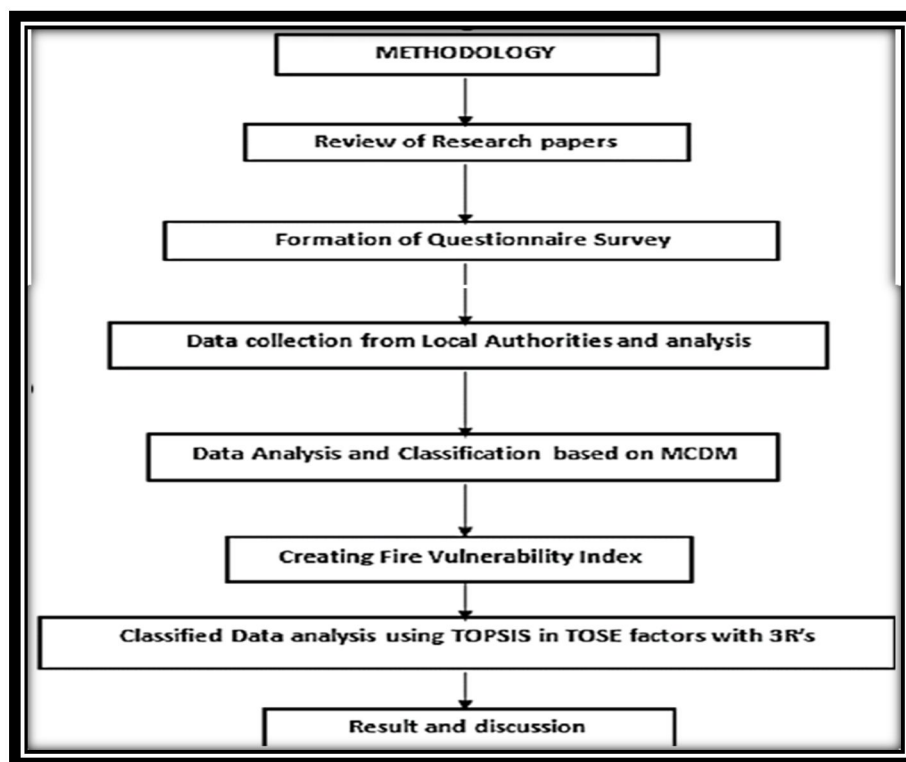 METHODOLOGY
Review of Research papers
Formation of Questionnaire Survey
Data collection from Local Authorities and analysis
Data Analysis and Classification based on MCDM
Creating Fire Vulnerability Index
Classified Data analysis using TOPSIS in TOSE factors with 3R's
Result and discussion